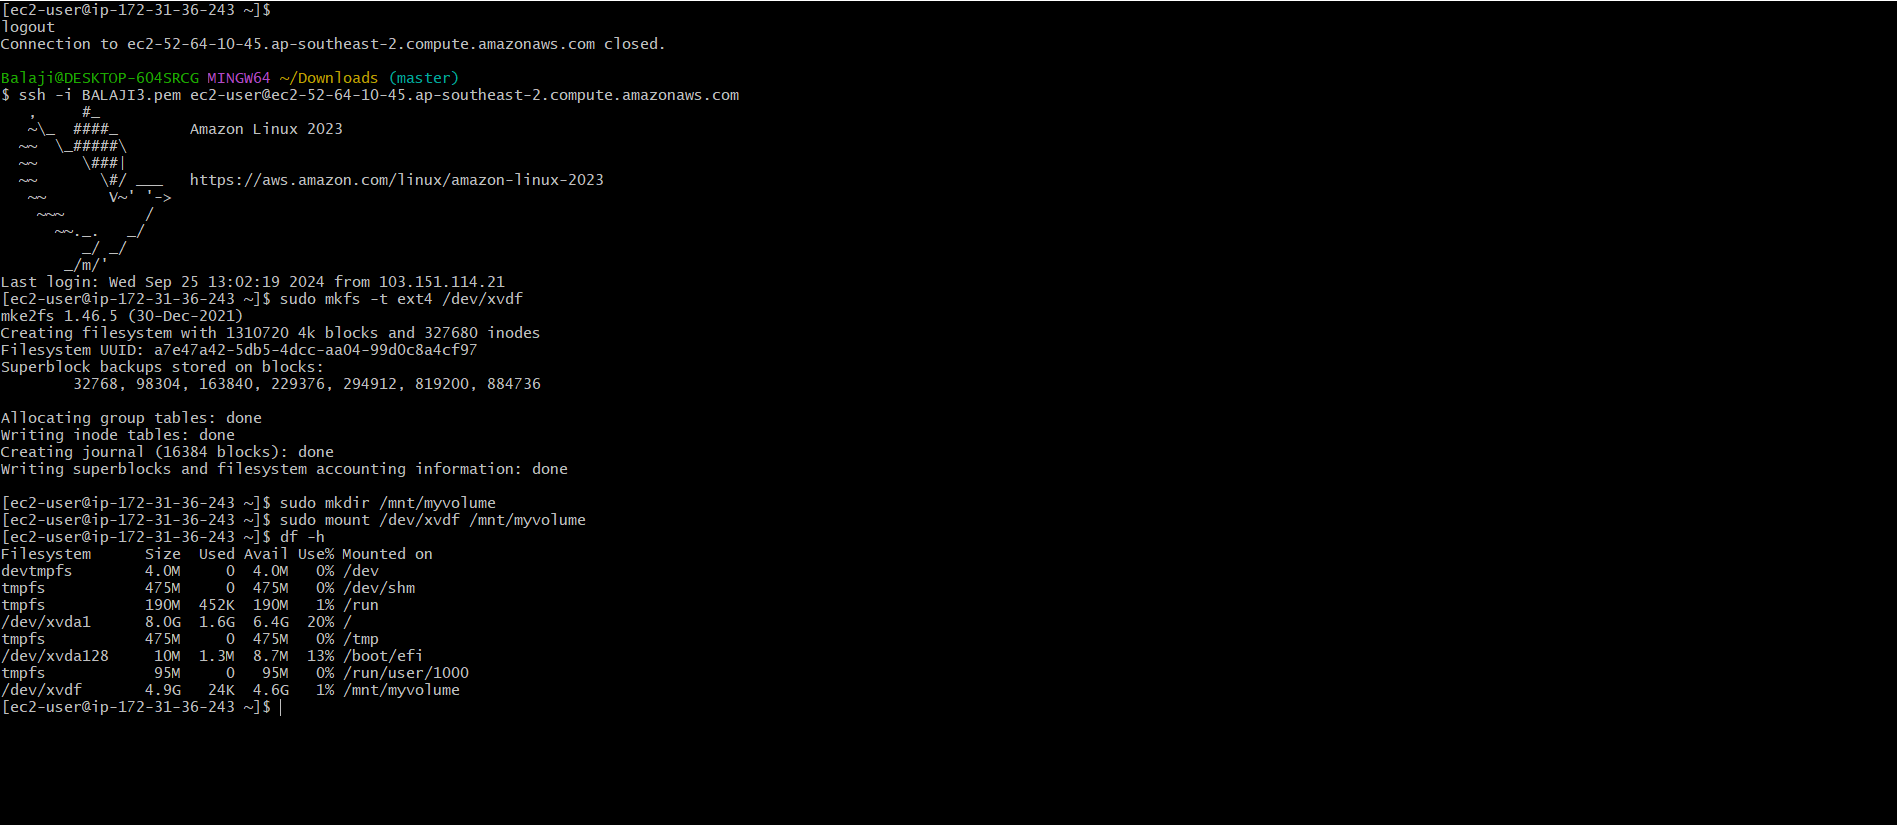 [ec2-user@ip-172-31-36-243 ~]$
logout
Connection to ec2-52-64-10-45.ap-southeast-2.compute.amazonaws.com closed.

Balaji@DESKTOP-604SRCG MINGW64 ~/Downloads (master)
$ ssh -i BALAJI3.pem ec2-user@ec2-52-64-10-45.ap-southeast-2.compute.amazonaws.com
   ,     #_
   ~\_  ####_        Amazon Linux 2023
  ~~  \_#####\
  ~~     \###|
  ~~       \#/ ___   https://aws.amazon.com/linux/amazon-linux-2023
   ~~       V~' '->
    ~~~         /
      ~~._.   _/
         _/ _/
       _/m/'
Last login: Wed Sep 25 13:02:19 2024 from 103.151.114.21
[ec2-user@ip-172-31-36-243 ~]$ sudo mkfs -t ext4 /dev/xvdf
mke2fs 1.46.5 (30-Dec-2021)
Creating filesystem with 1310720 4k blocks and 327680 inodes
Filesystem UUID: a7e47a42-5db5-4dcc-aa04-99d0c8a4cf97
Superblock backups stored on blocks:
        32768, 98304, 163840, 229376, 294912, 819200, 884736

Allocating group tables: done
Writing inode tables: done
Creating journal (16384 blocks): done
Writing superblocks and filesystem accounting information: done

[ec2-user@ip-172-31-36-243 ~]$ sudo mkdir /mnt/myvolume
[ec2-user@ip-172-31-36-243 ~]$ sudo mount /dev/xvdf /mnt/myvolume
[ec2-user@ip-172-31-36-243 ~]$ df -h
Filesystem      Size  Used Avail Use% Mounted on
devtmpfs        4.0M     0  4.0M   0% /dev
tmpfs           475M     0  475M   0% /dev/shm
tmpfs           190M  452K  190M   1% /run
/dev/xvda1      8.0G  1.6G  6.4G  20% /
tmpfs           475M     0  475M   0% /tmp
/dev/xvda128     10M  1.3M  8.7M  13% /boot/efi
tmpfs            95M     0   95M   0% /run/user/1000
/dev/xvdf       4.9G   24K  4.6G   1% /mnt/myvolume
[ec2-user@ip-172-31-36-243 ~]$